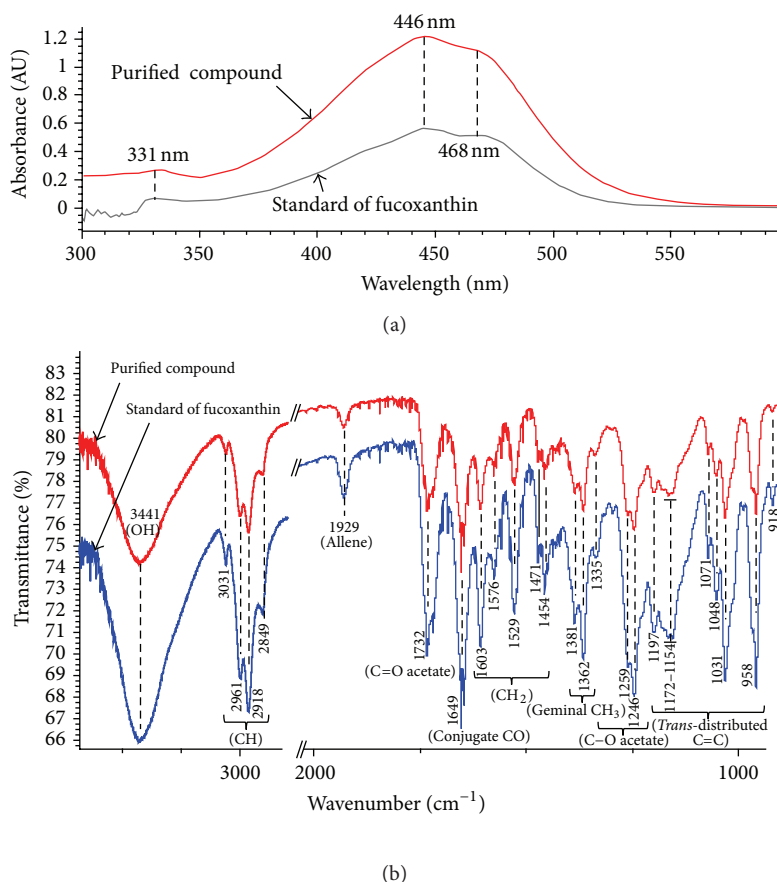 446 nm
1.2
1
0.8
0.6
0.4
0.2
0
Absorbance (AU)
Purified compound
331 nm
468 nm
Standard of fucoxanthin
300
350
400
450
500
550
Wavelength (nm)
(a)
83
82
81
80
79
78
77
76
75
74
73
72
71
70
69
68
67
66
Transmittance (%)
Purified compound
Standard of fucoxanthin
3441
(OH)
3031
2961
2918
2849
(CH)
//
//
1929
(Allene)
1732
(C=O acetate)
1649
(Conjugate CO)
1603
1576
1529
1471
1454
(CH₂)
1381
1362
(Geminal CH₃)
1335
1259
1246
(C−O acetate)
1197
1172–1154
1071
1048
1031
958
918
(Trans-distributed
C=C)
3000
//
2000
1000
Wavenumber (cm⁻¹)
(b)